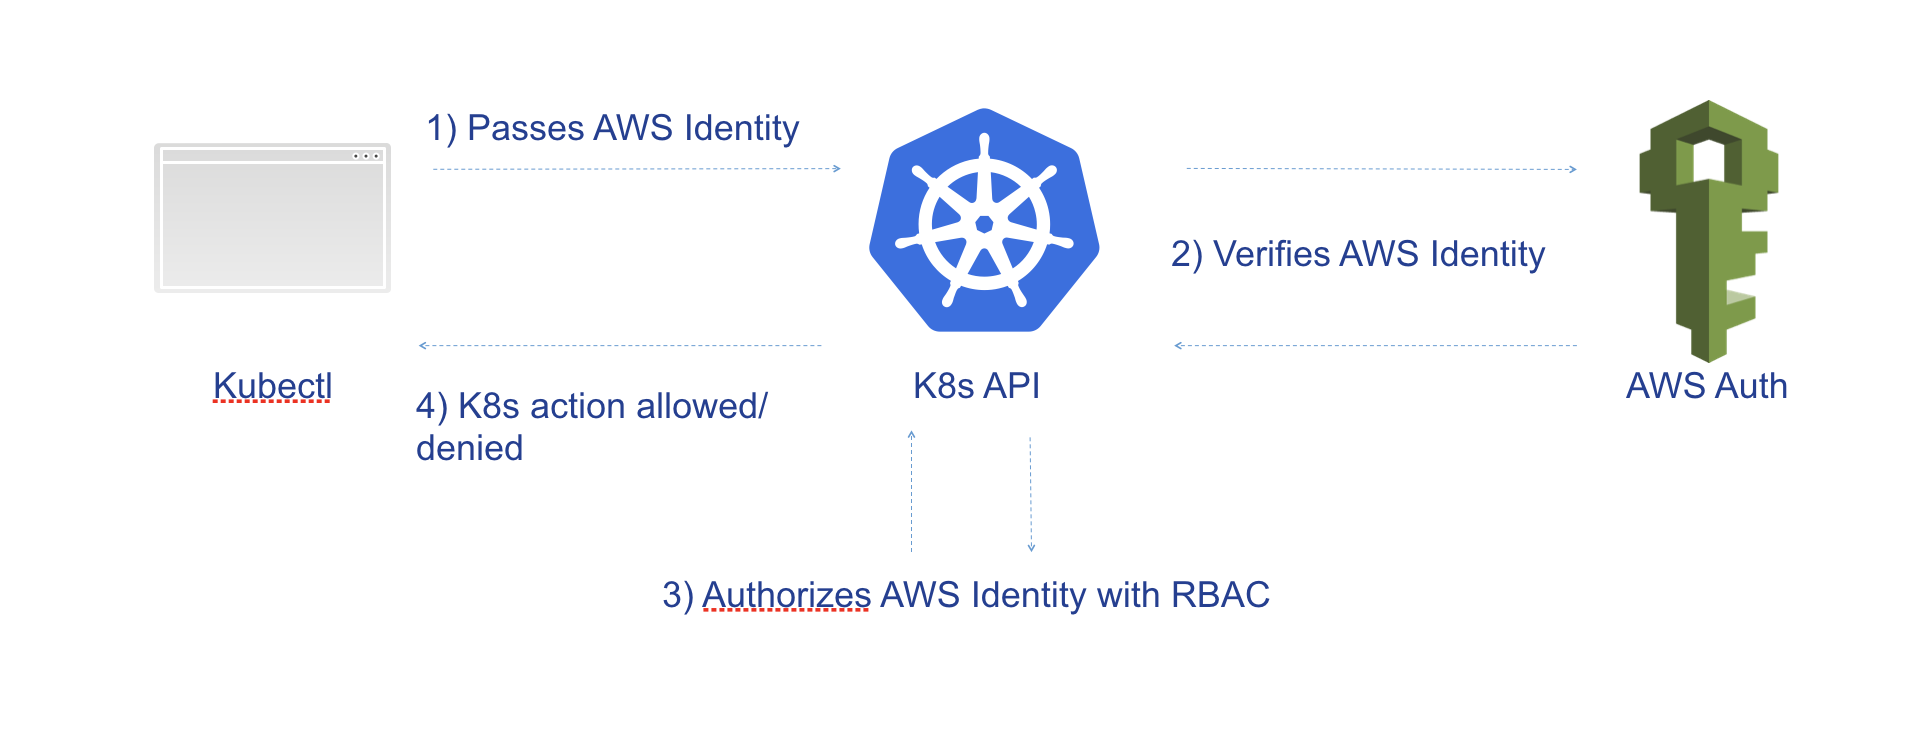 1) Passes AWS Identity
2) Verifies AWS Identity
Kubectl
K8s API
AWS Auth
4) K8s action allowed/
denied
3) Authorizes AWS Identity with RBAC